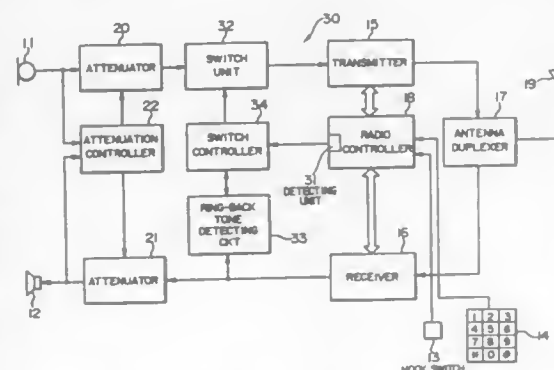 20
32
30
15
11
ATTENUATOR
SWITCH
UNIT
TRANSMITTER
19
22
34
18
17
ATTENUATION
CONTROLLER
SWITCH
CONTROLLER
RADIO
CONTROLLER
ANTENNA
DUPLEXER
31 DETECTING
UNIT
RING-BACK
TONE
DETECTING
CKT
21
33
16
ATTENUATOR
RECEIVER
12
1 2 3
4 5 6
7 8 9
* 0 #
14
13
HOOK SWITCH